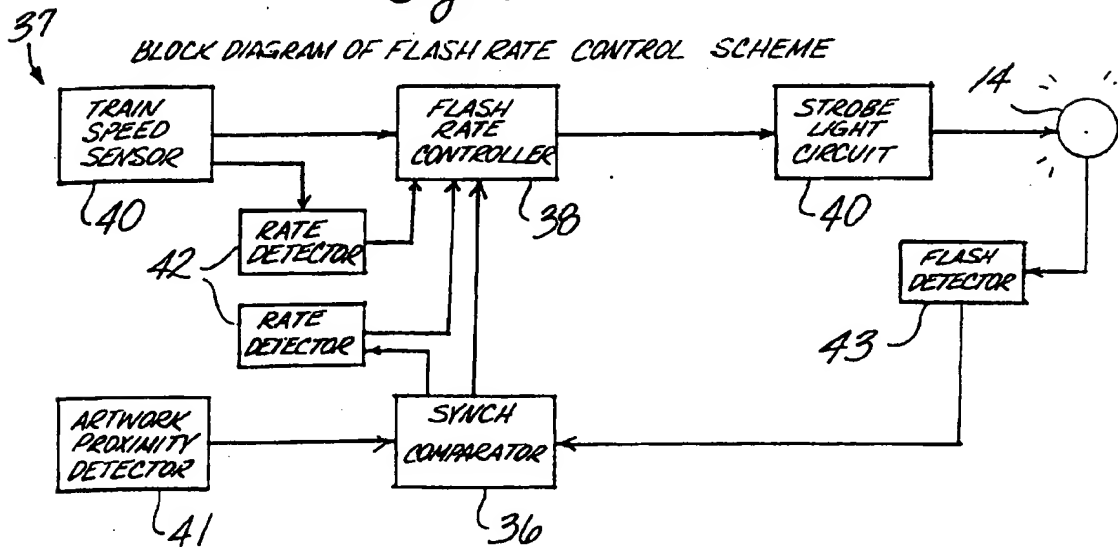 37
BLOCK DIAGRAM OF FLASH RATE CONTROL SCHEME
TRAIN
SPEED
SENSOR
40
FLASH
RATE
CONTROLLER
38
STROBE
LIGHT
CIRCUIT
40
14
RATE
DETECTOR
42
RATE
DETECTOR
FLASH
DETECTOR
43
ARTWORK
PROXIMITY
DETECTOR
41
SYNCH
COMPARATOR
36